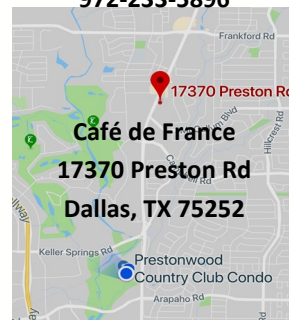 972-233-5896
Frankford Rd
17370 Preston Rd
Hillcrest Rd
Café de France
17370 Preston Rd
Dallas, TX 75252
Keller Springs Rd
Prestonwood
Country Club Condo
Arapaho Rd